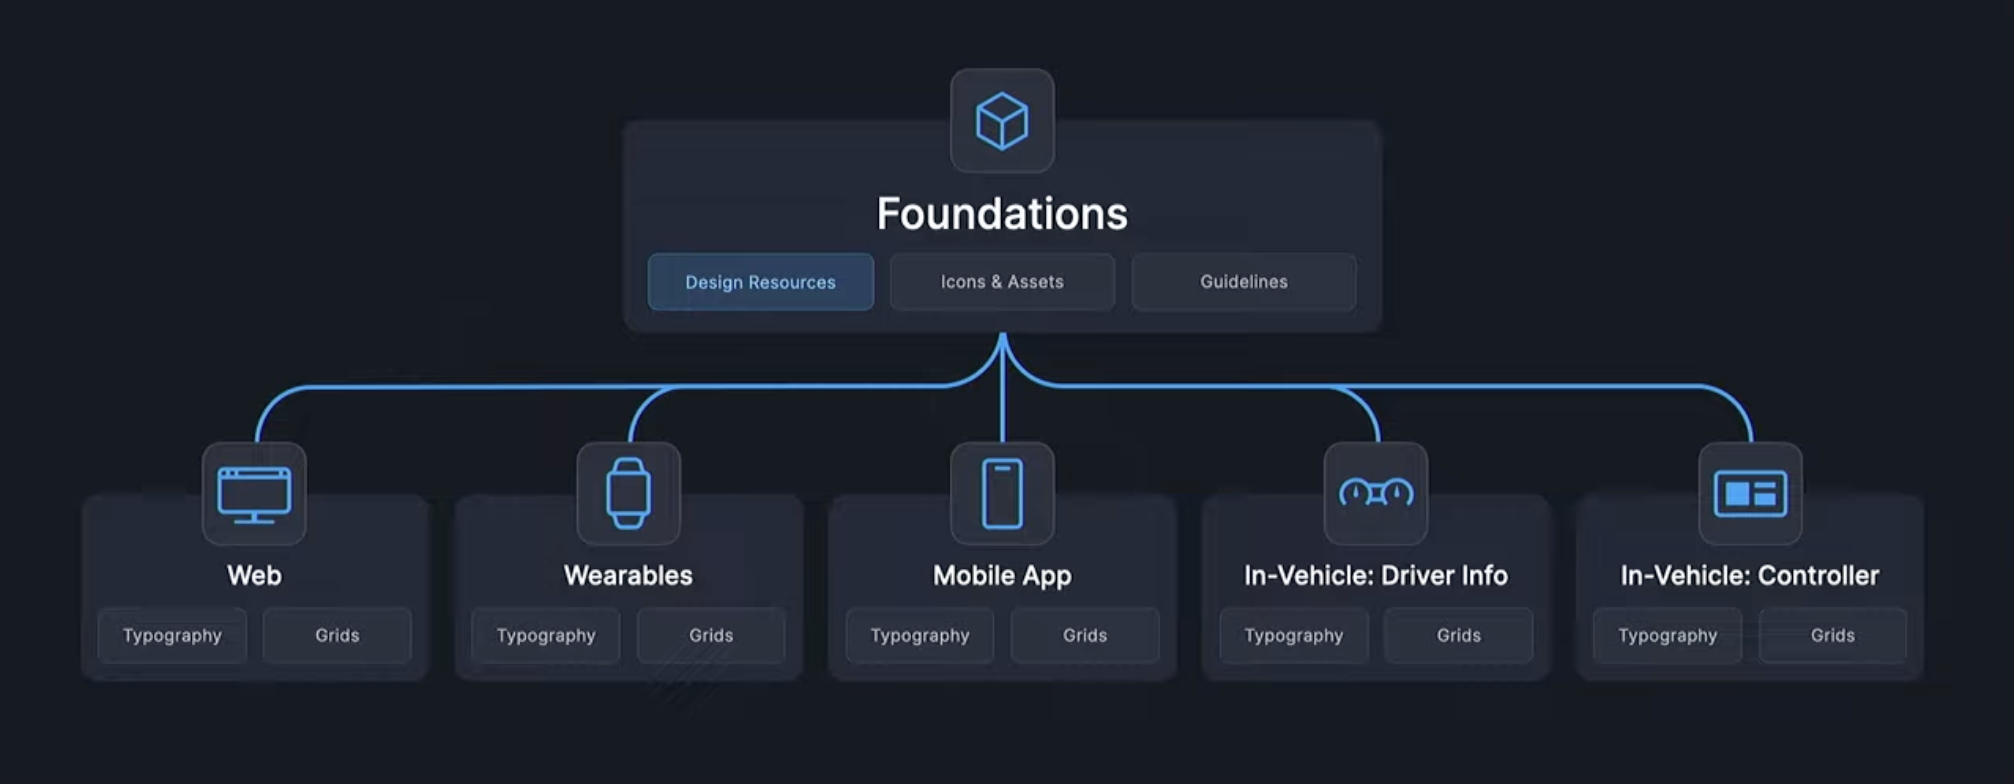 Foundations
Design Resources
Icons & Assets
Guidelines
Web
Typography
Grids
Wearables
Typography
Grids
Mobile App
Typography
Grids
In-Vehicle: Driver Info
Typography
Grids
In-Vehicle: Controller
Typography
Grids